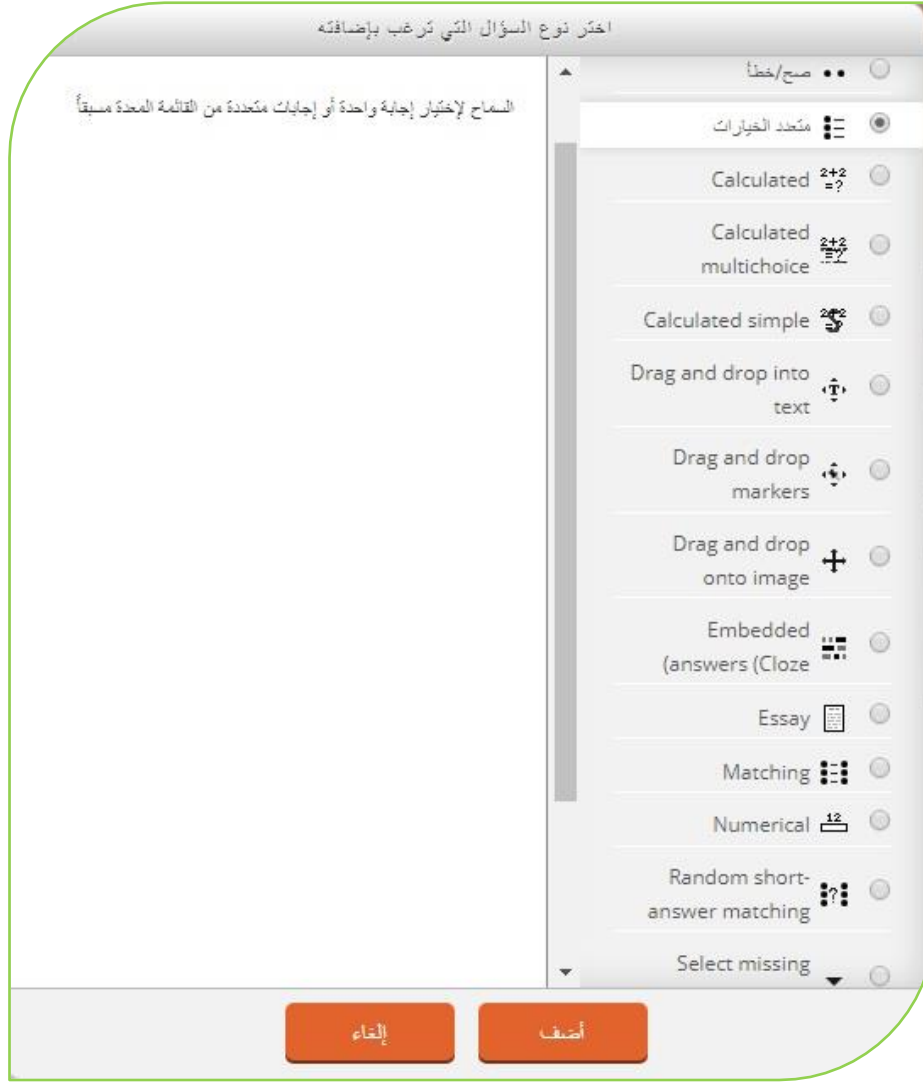 اختر نوع السؤال التي ترغب بإضافته
صح/خطأ
متعدد الخيارات
Calculated
Calculated
multichoice
Calculated simple
Drag and drop into
text
Drag and drop
markers
Drag and drop
onto image
Embedded
(answers (Cloze
Essay
Matching
Numerical
Random short-
answer matching
Select missing
السماح لإختيار إجابة واحدة أو إجابات متعددة من القائمة المعدة مسبقاً
أضف
إلغاء